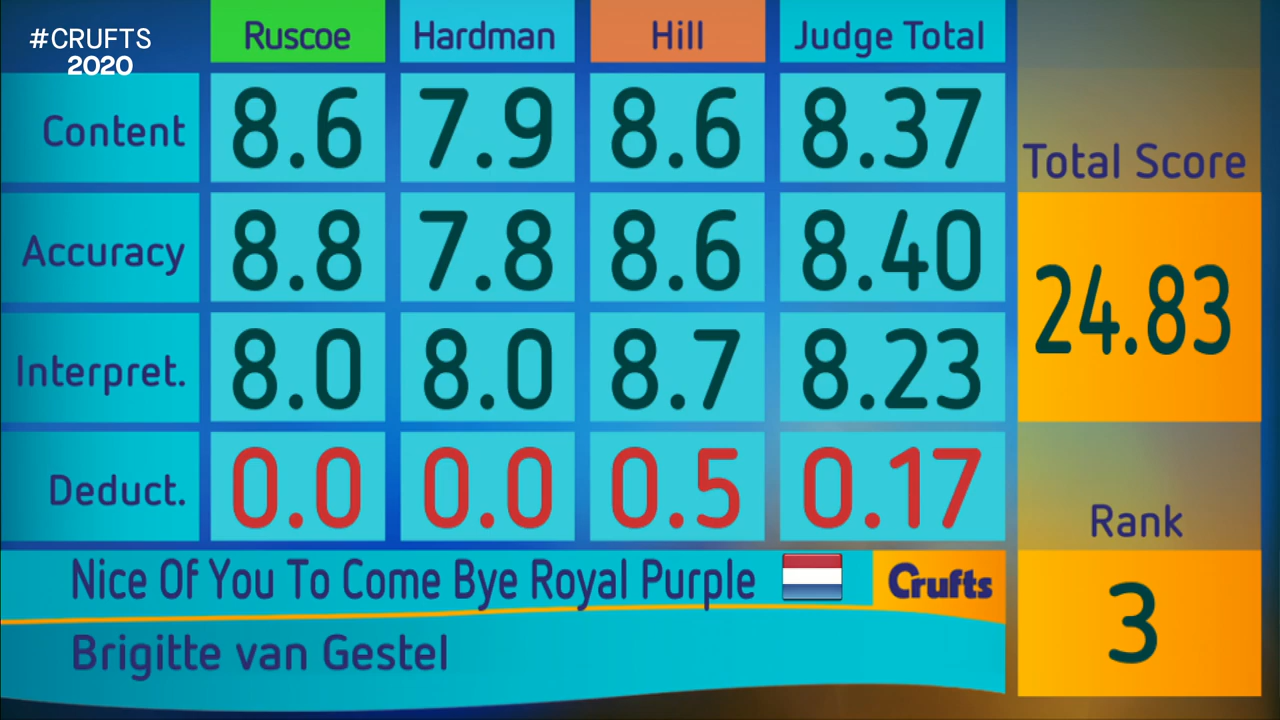 #CRUFTS
2020
Ruscoe Hardman Hill Judge Total
Content 8.6 7.9 8.6 8.37
Total Score
Accuracy 8.8 7.8 8.6 8.40
24.83
Interpret. 8.0 8.0 8.7 8.23
Deduct. 0.0 0.0 0.5 0.17
Rank
3
Nice Of You To Come Bye Royal Purple Crufts
Brigitte van Gestel